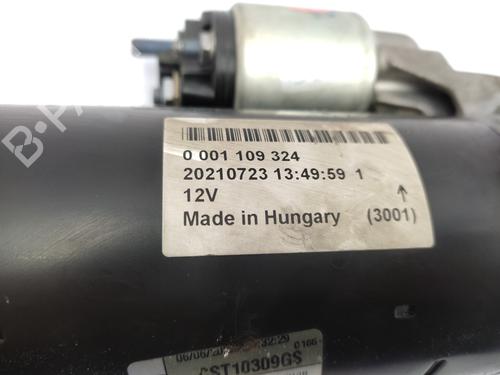 0 001 109 324
20210723 13:49:59 1
12V
Made in Hungary (3001)
CST10309GS